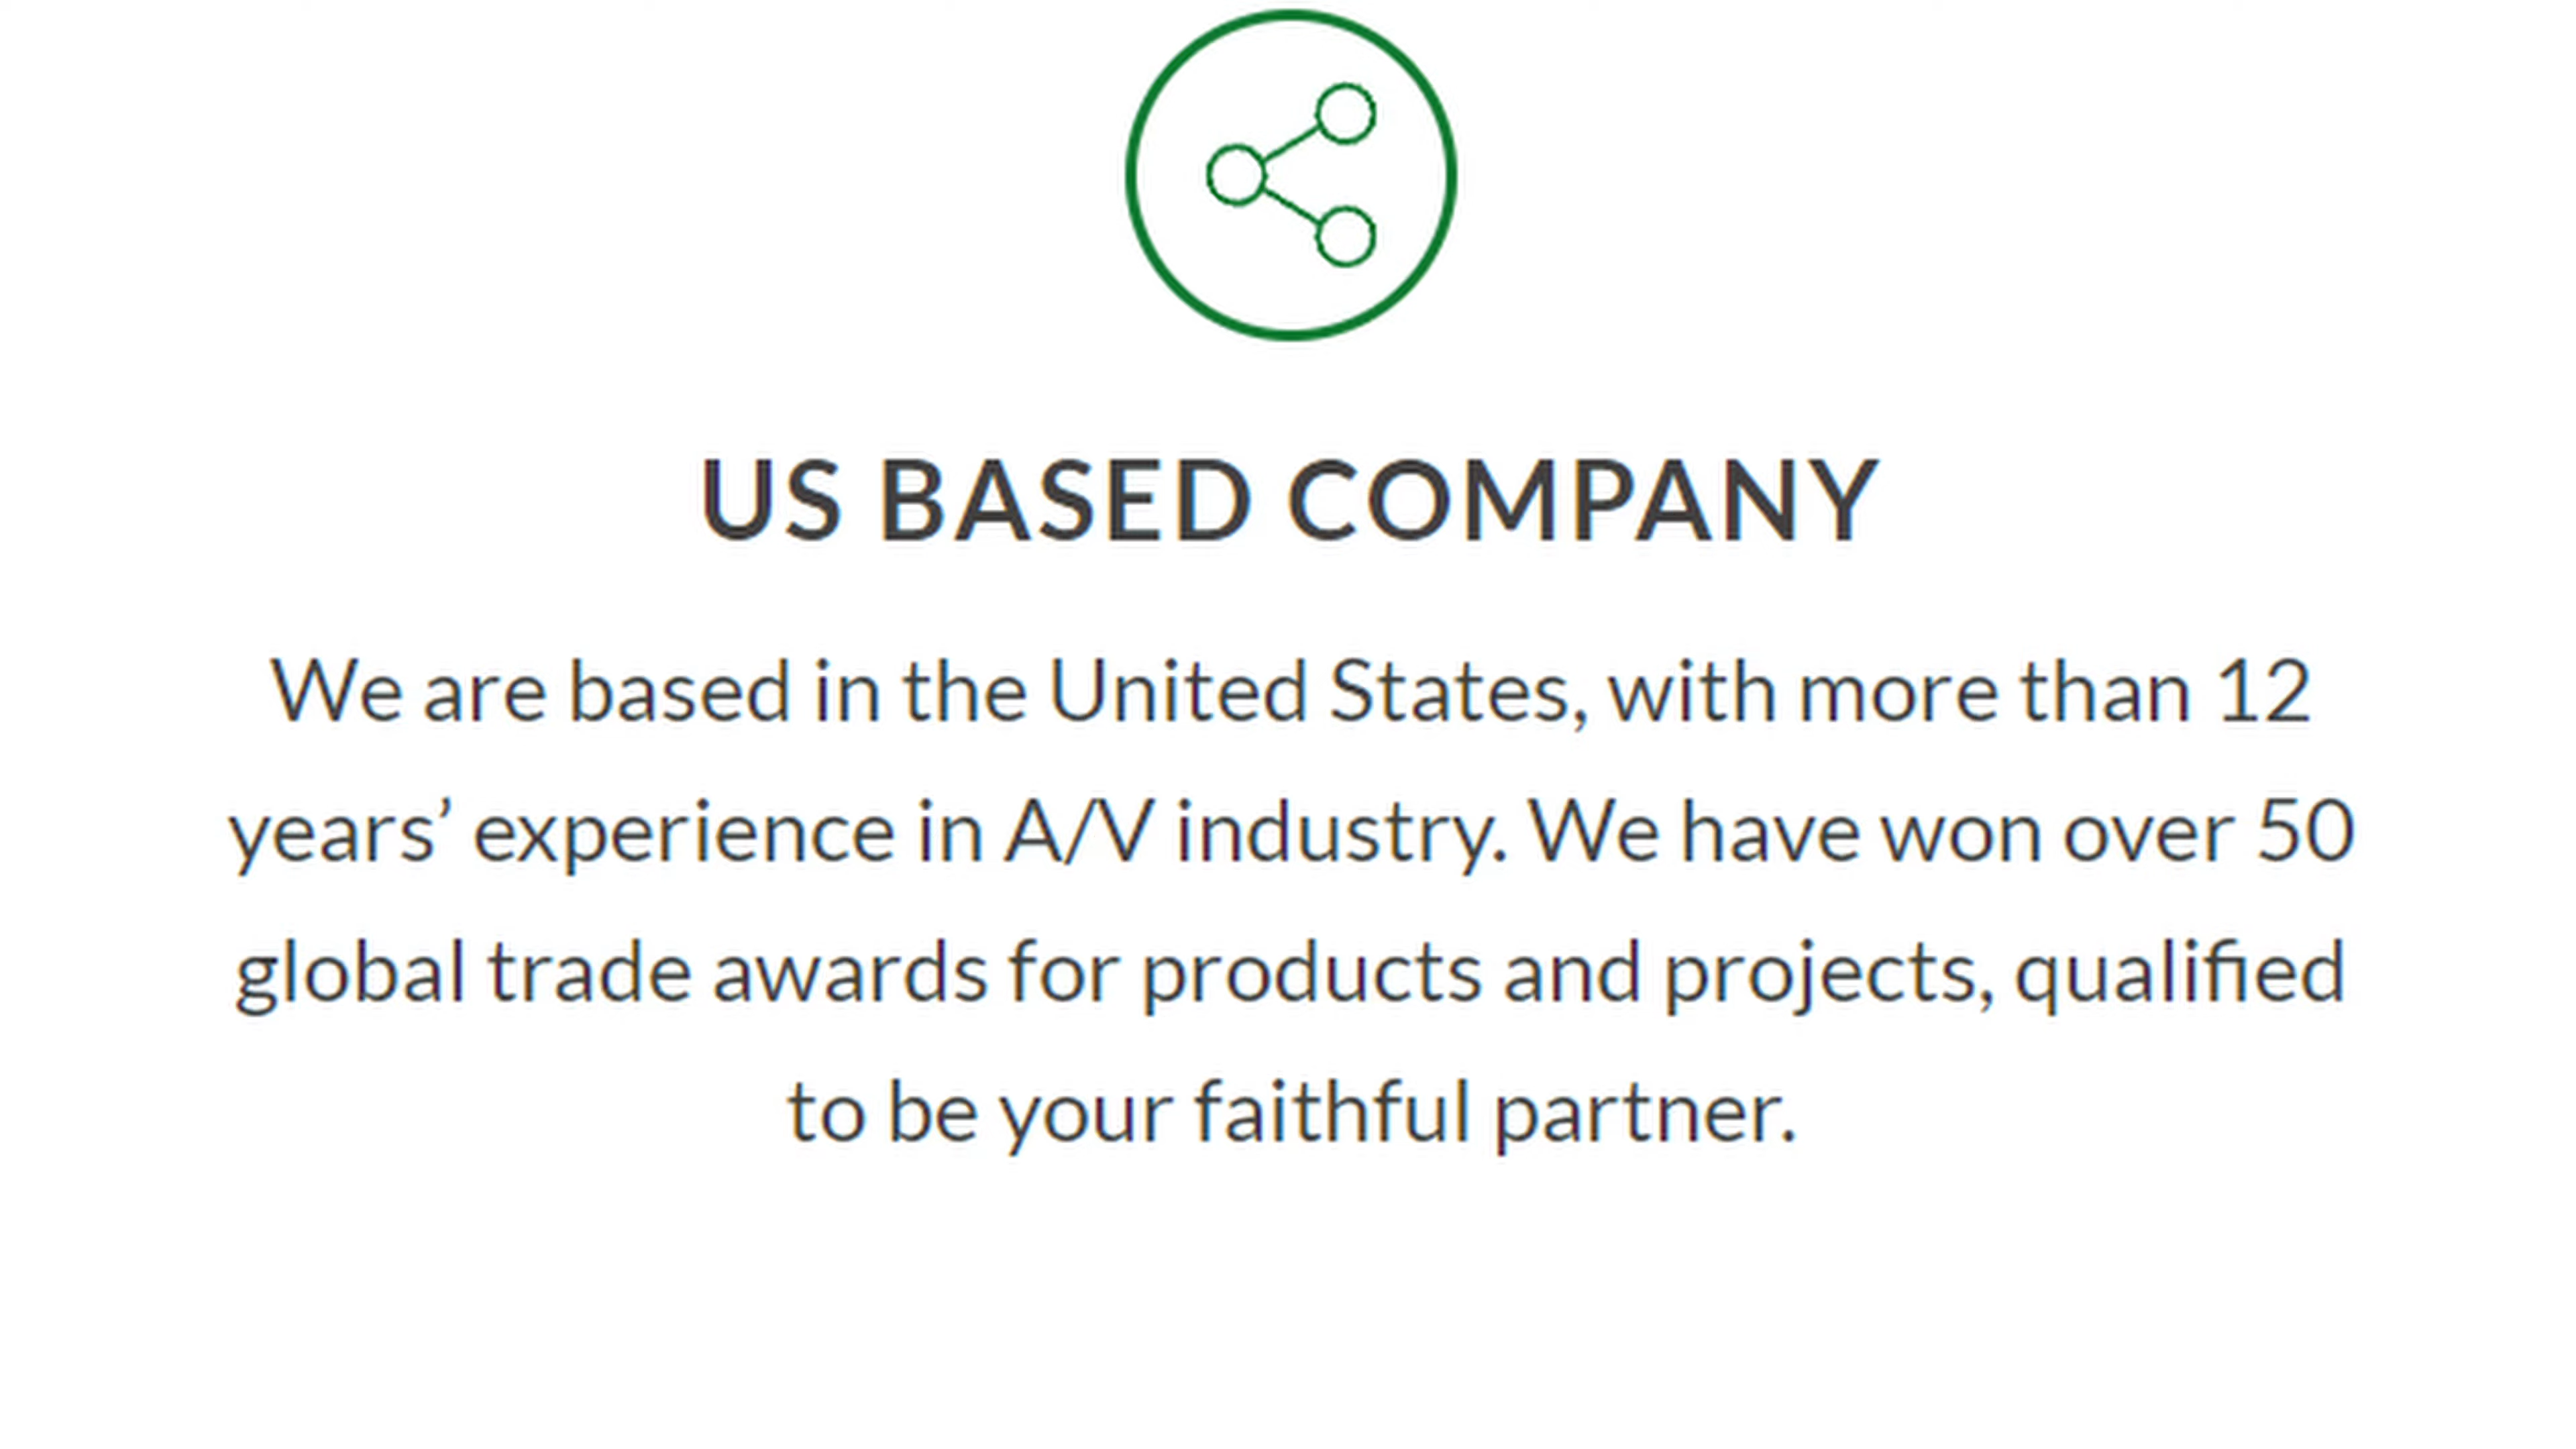 US BASED COMPANY
We are based in the United States, with more than 12
years’ experience in A/V industry. We have won over 50
global trade awards for products and projects, qualified
to be your faithful partner.